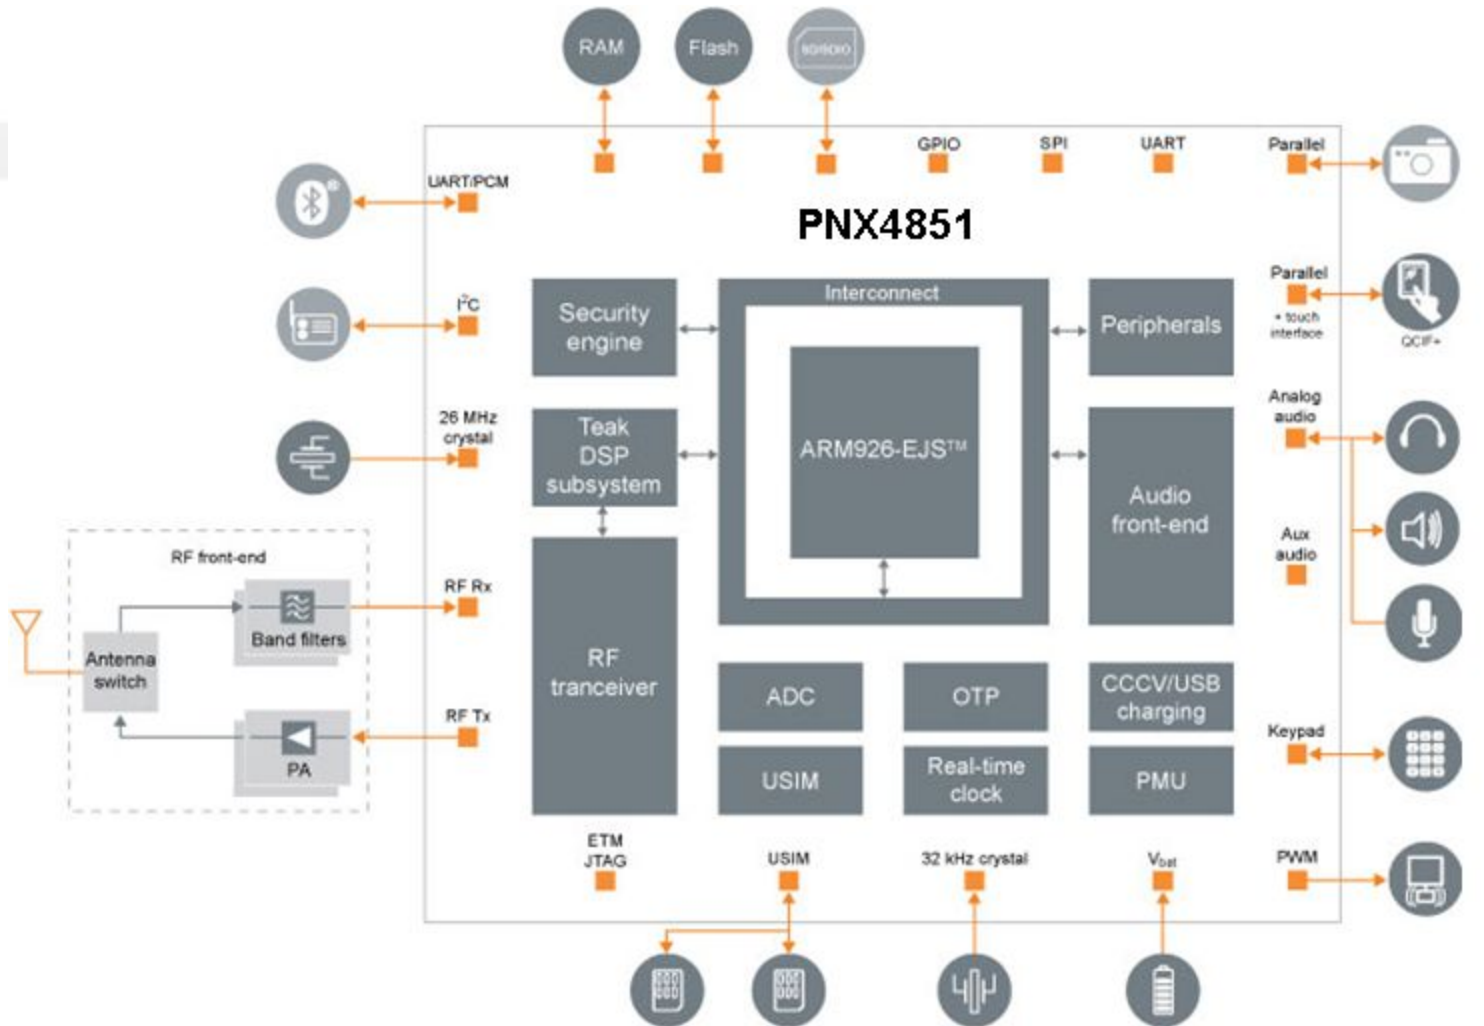 RAM
Flash
SD/SDIO
GPIO
SPI
UART
Parallel
UART/PCM
PNX4851
I²C
Security
engine
Interconnect
Peripherals
Parallel
+ touch
interface
QCIF+
26 MHz
crystal
Teak
DSP
subsystem
ARM926-EJS™
Audio
front-end
Analog
audio
Aux
audio
RF front-end
RF Rx
Band filters
Antenna
switch
RF Tx
PA
RF
tranceiver
ADC
OTP
CCCV/USB
charging
USIM
Real-time
clock
PMU
Keypad
ETM
JTAG
USIM
32 kHz crystal
Vbat
PWM